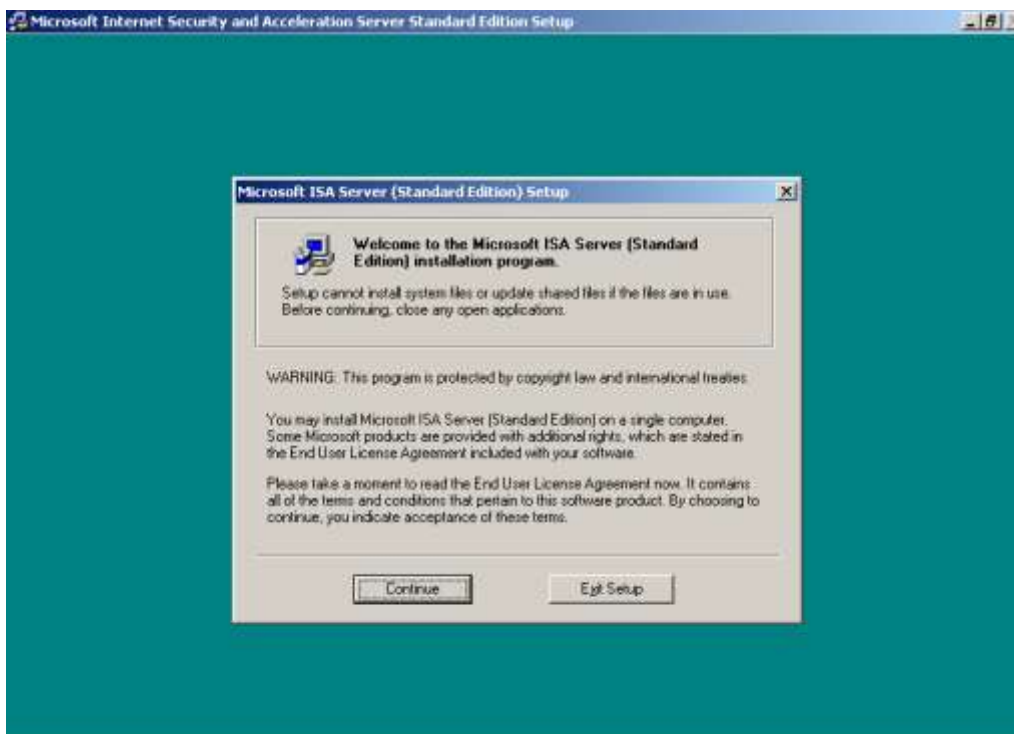 Microsoft Internet Security and Acceleration Server Standard Edition Setup
Microsoft ISA Server (Standard Edition) Setup
Welcome to the Microsoft ISA Server (Standard
Edition) installation program.
Setup cannot install system files or update shared files if the files are in use.
Before continuing, close any open applications.
WARNING: This program is protected by copyright law and international treaties.
You may install Microsoft ISA Server (Standard Edition) on a single computer.
Some Microsoft products are provided with additional rights, which are stated in
the End User License Agreement included with your software.
Please take a moment to read the End User License Agreement now. It contains
all of the terms and conditions that pertain to this software product. By choosing to
continue, you indicate acceptance of these terms.
Continue
Exit Setup